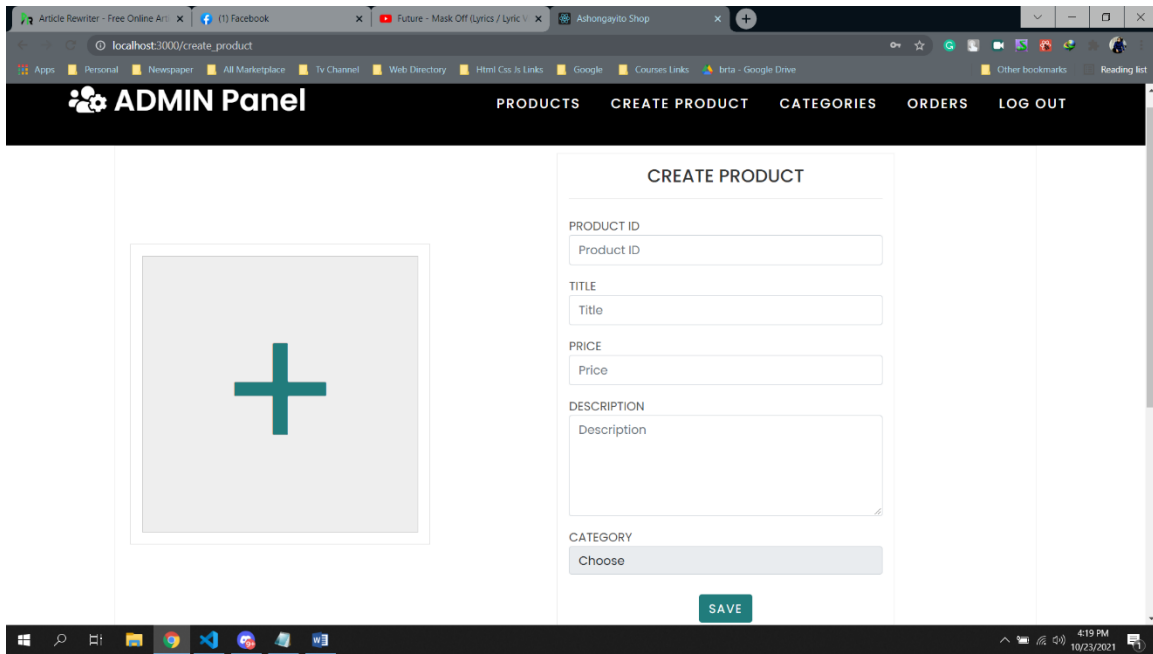 Article Rewriter - Free Online Arti
(1) Facebook
Future - Mask Off (Lyrics / Lyric V
Ashongayito Shop
localhost:3000/create_product
Apps Personal Newspaper All Marketplace Tv Channel Web Directory Html Css Js Links Google Courses Links brta - Google Drive Other bookmarks Reading list
ADMIN Panel
PRODUCTS CREATE PRODUCT CATEGORIES ORDERS LOG OUT
CREATE PRODUCT
PRODUCT ID
Product ID
TITLE
Title
PRICE
Price
DESCRIPTION
Description
CATEGORY
Choose
SAVE
4:19 PM
10/23/2021